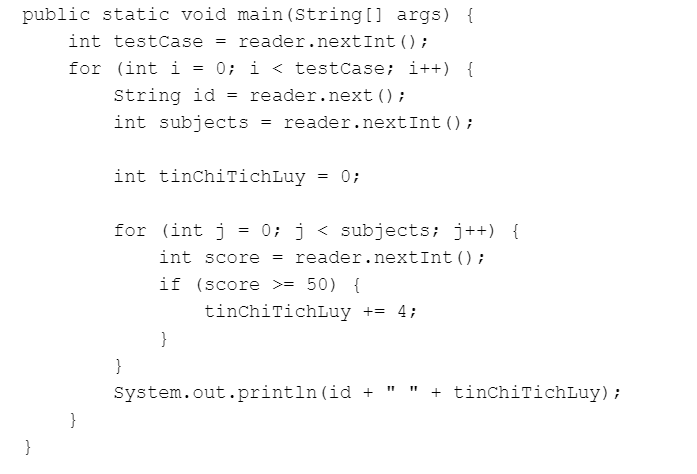 public static void main(String[] args) {
    int testCase = reader.nextInt();
    for (int i = 0; i < testCase; i++) {
        String id = reader.next();
        int subjects = reader.nextInt();

        int tinChiTichLuy = 0;

        for (int j = 0; j < subjects; j++) {
            int score = reader.nextInt();
            if (score >= 50) {
                tinChiTichLuy += 4;
            }
        }
        System.out.println(id + " " + tinChiTichLuy);
    }
}